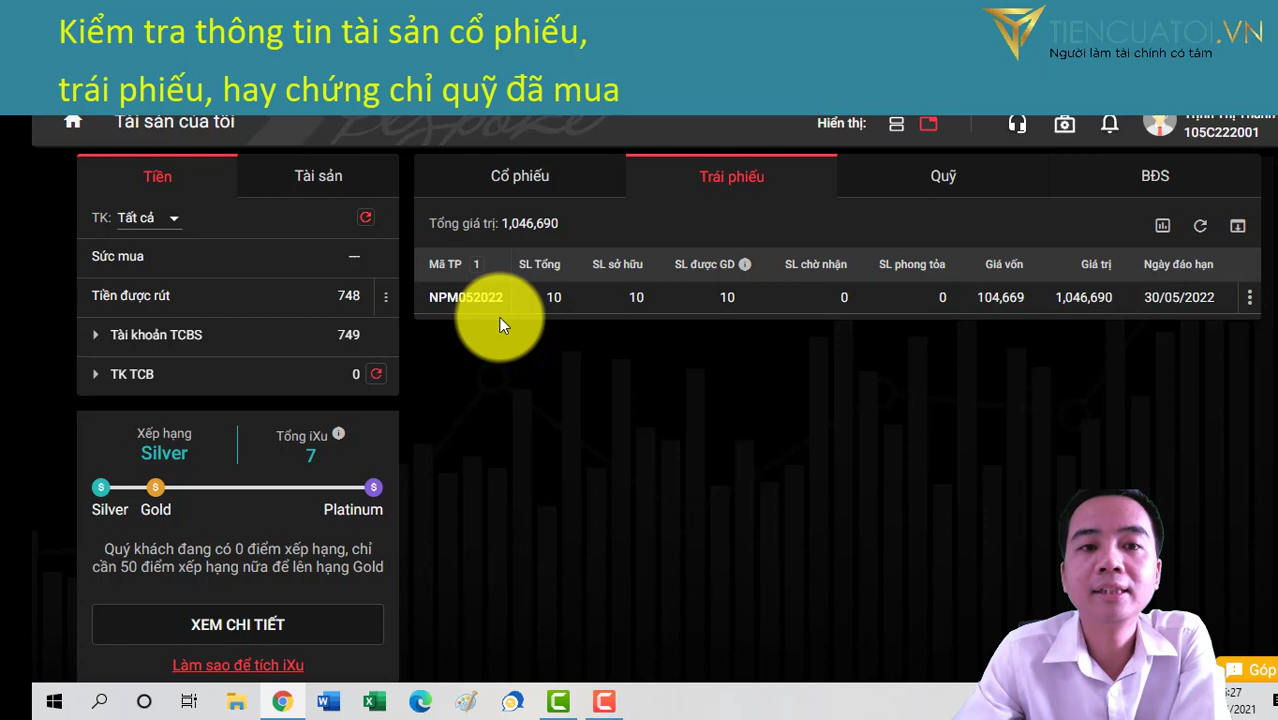 Kiểm tra thông tin tài sản cổ phiếu,
trái phiếu, hay chứng chỉ quỹ đã mua
TIENCUATOI.VN
Người làm tài chính có tâm
Tài sản của tôi
Hiển thị:
105C222001
Tiền
Tài sản
TK: Tất cả
Sức mua ---
Tiền được rút 748
Tài khoản TCBS 749
TK TCB 0
Xếp hạng
Silver
Tổng iXu
7
Silver Gold Platinum
Quý khách đang có 0 điểm xếp hạng, chỉ
cần 50 điểm xếp hạng nữa để lên hạng Gold
XEM CHI TIẾT
Làm sao để tích iXu
Cổ phiếu Trái phiếu Quỹ BĐS
Tổng giá trị: 1,046,690
Mã TP 1 SL Tổng SL sở hữu SL được GD SL chờ nhận SL phong tỏa Giá vốn Giá trị Ngày đáo hạn
NPM052022 10 10 10 0 0 104,669 1,046,690 30/05/2022
Góp
:27
/2021